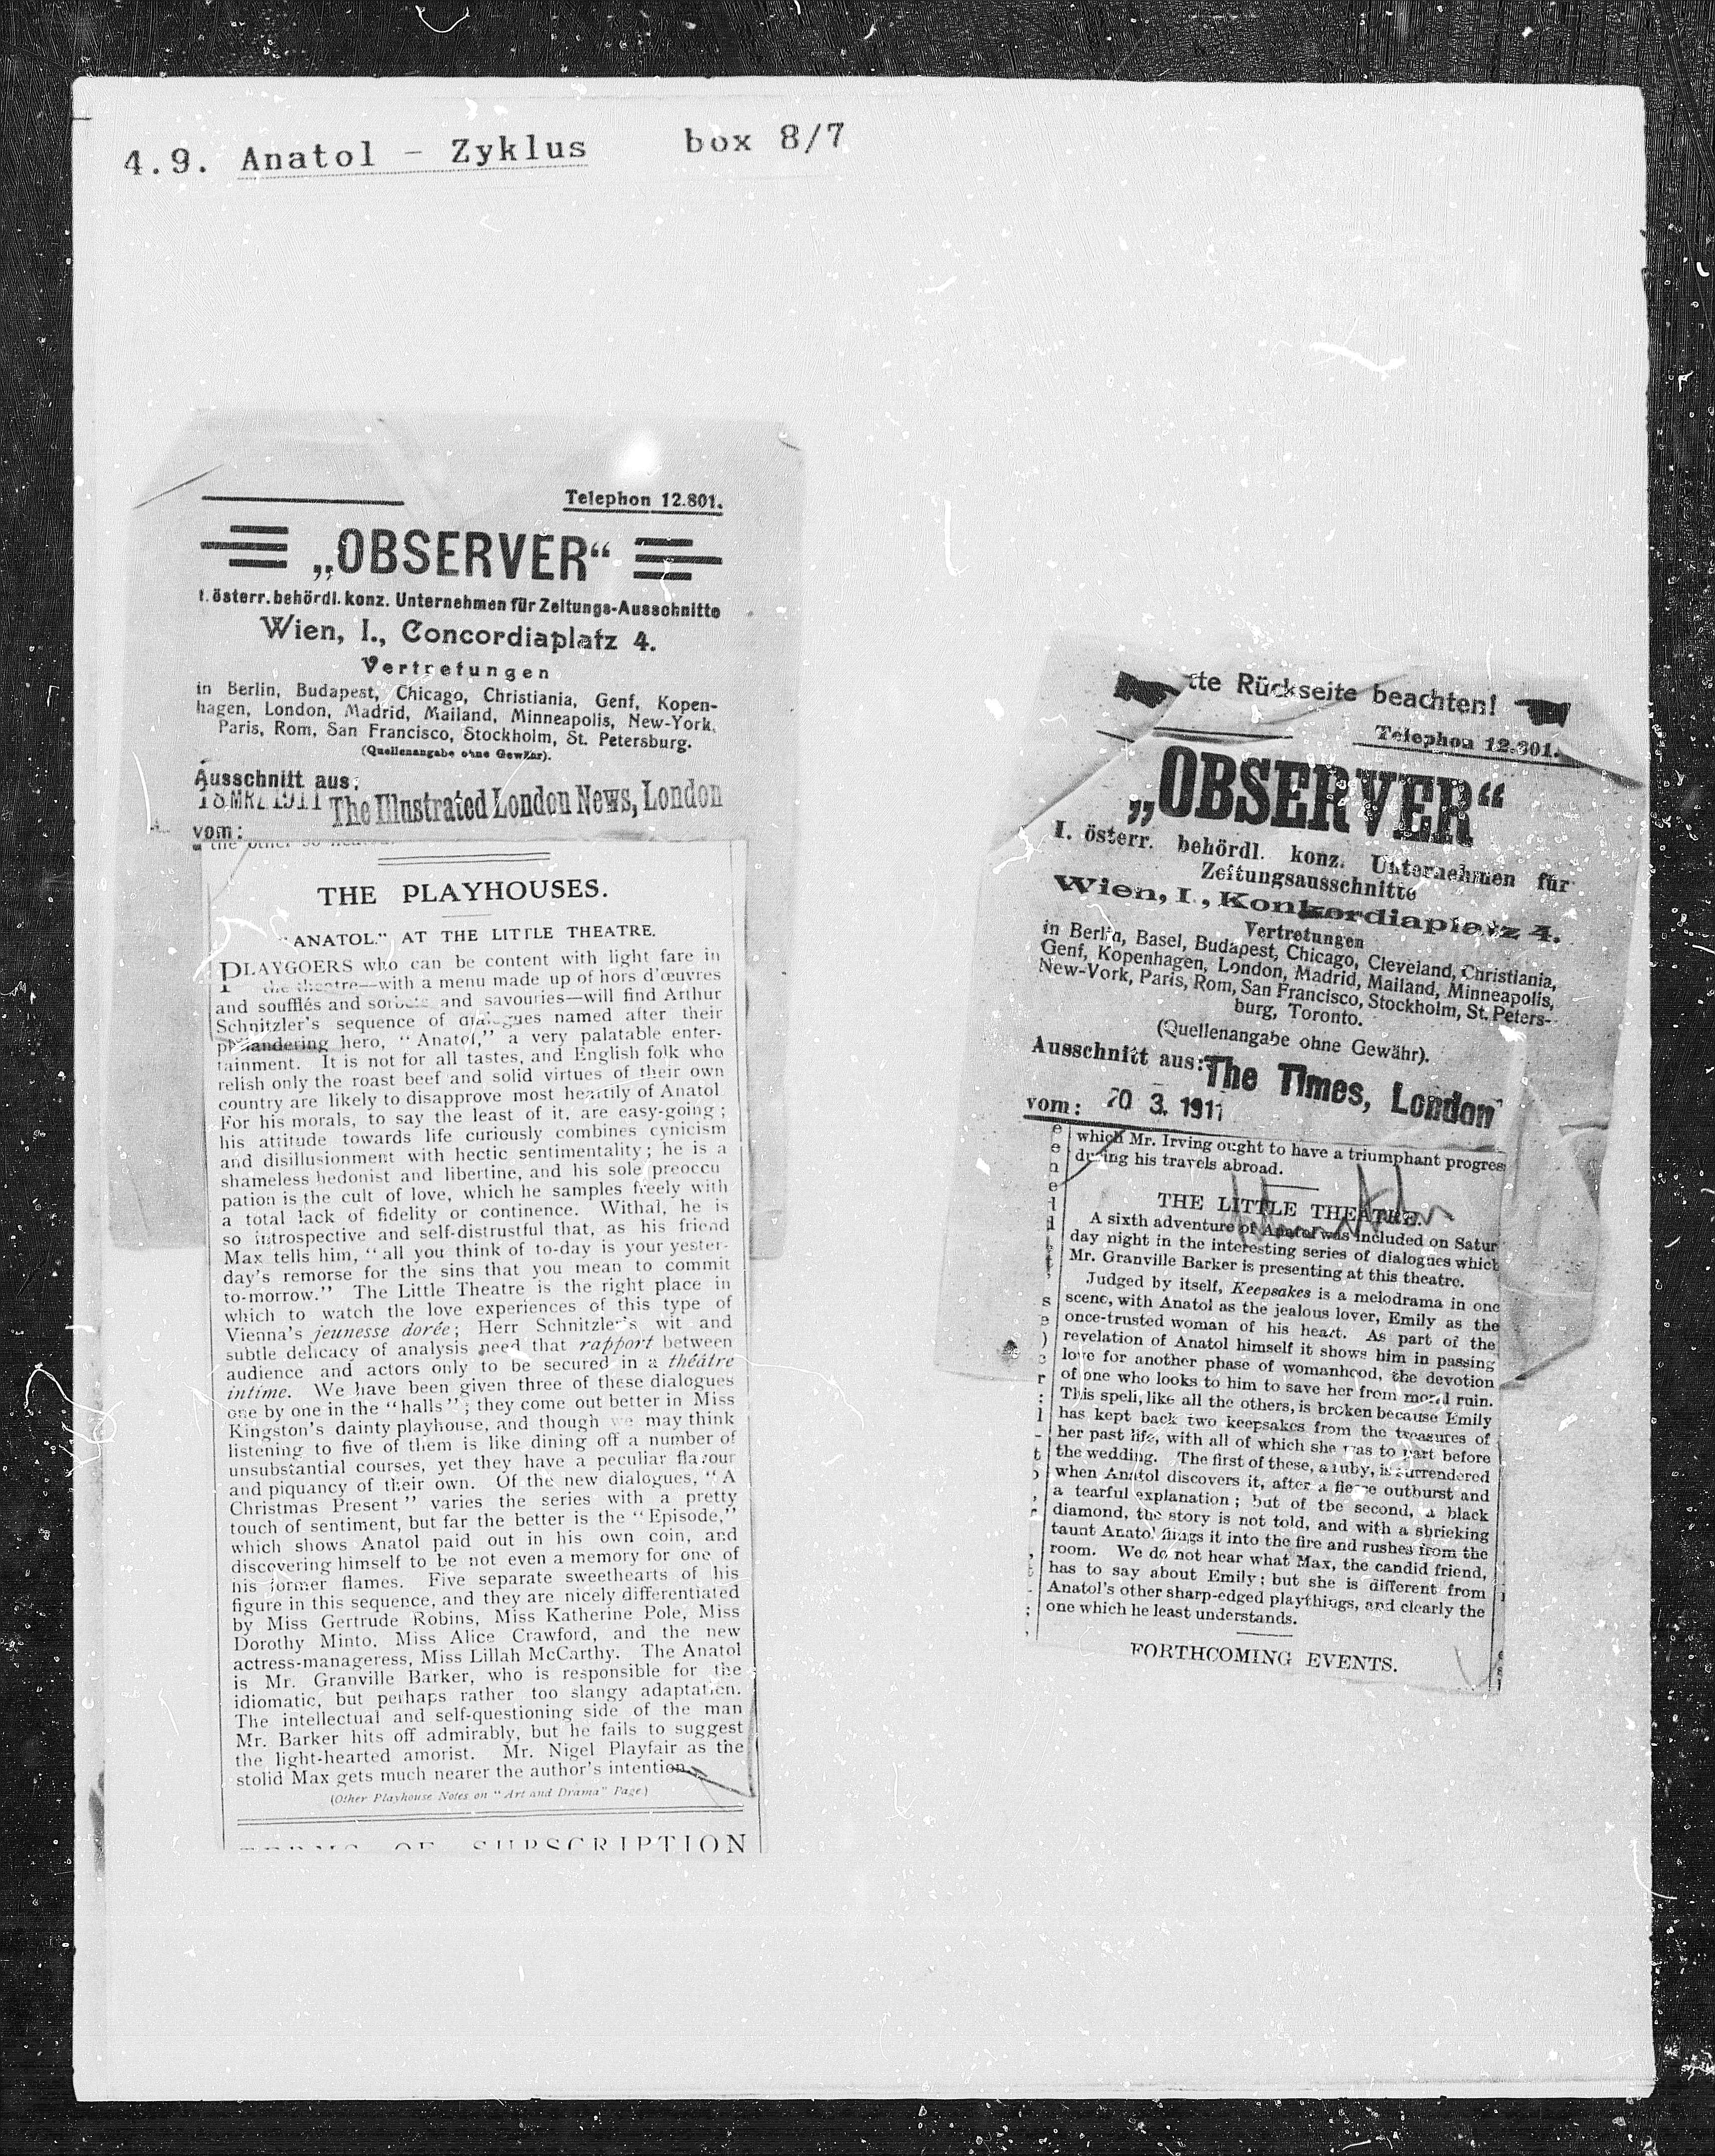 4.9. Anatol - Zyklus box 8/7
Telephon 12.801.
„OBSERVER“
I. österr. behördl. konz. Unternehmen für Zeitungs-Ausschnitte
Wien, I., Concordiaplatz 4.
Vertretungen
in Berlin, Budapest, Chicago, Christiania, Genf, Kopen-
hagen, London, Madrid, Mailand, Minneapolis, New-York,
Paris, Rom, San Francisco, Stockholm, St. Petersburg.
(Quellenangabe ohne Gewähr).
Ausschnitt aus:
18 MRZ 1911 The Illustrated London News, London
vom:
THE PLAYHOUSES.
"ANATOL." AT THE LITTLE THEATRE.
PLAYGOERS who can be content with light fare in
the theatre—with a menu made up of hors d'œuvres
and soufflés and sorbets and savouries—will find Arthur
Schnitzler's sequence of dialogues named after their
philandering hero, "Anatol," a very palatable enter-
tainment. It is not for all tastes, and English folk who
relish only the roast beef and solid virtues of their own
country are likely to disapprove most heartily of Anatol
For his morals, to say the least of it, are easy-going;
his attitude towards life curiously combines cynicism
and disillusionment with hectic sentimentality; he is a
shameless hedonist and libertine, and his sole preoccu
pation is the cult of love, which he samples freely with
a total lack of fidelity or continence. Withal, he is
so introspective and self-distrustful that, as his friend
Max tells him, "all you think of to-day is your yester-
day's remorse for the sins that you mean to commit
to-morrow." The Little Theatre is the right place in
which to watch the love experiences of this type of
Vienna's jeunesse dorée; Herr Schnitzler's wit and
subtle delicacy of analysis need that rapport between
audience and actors only to be secured in a théâtre
intime. We have been given three of these dialogues
one by one in the "halls"; they come out better in Miss
Kingston's dainty playhouse, and though we may think
listening to five of them is like dining off a number of
unsubstantial courses, yet they have a peculiar flavour
and piquancy of their own. Of the new dialogues, "A
Christmas Present" varies the series with a pretty
touch of sentiment, but far the better is the "Episode,"
which shows Anatol paid out in his own coin, and
discovering himself to be not even a memory for one of
his former flames. Five separate sweethearts of his
figure in this sequence, and they are nicely differentiated
by Miss Gertrude Robins, Miss Katherine Pole, Miss
Dorothy Minto, Miss Alice Crawford, and the new
actress-manageress, Miss Lillah McCarthy. The Anatol
is Mr. Granville Barker, who is responsible for the
idiomatic, but perhaps rather too slangy adaptation.
The intellectual and self-questioning side of the man
Mr. Barker hits off admirably, but he fails to suggest
the light-hearted amorist. Mr. Nigel Playfair as the
stolid Max gets much nearer the author's intention.
(Other Playhouse Notes on "Art and Drama" Page)
TERMS OF SUBSCRIPTION
tte Rückseite beachten!
Telephon 12.801.
„OBSERVER“
I. österr. behördl. konz. Unternehmen für
Zeitungsausschnitte
Wien, I., Konkordiaplatz 4.
Vertretungen
in Berlin, Basel, Budapest, Chicago, Cleveland, Christiania,
Genf, Kopenhagen, London, Madrid, Mailand, Minneapolis,
New-York, Paris, Rom, San Francisco, Stockholm, St. Peters-
burg, Toronto.
(Quellenangabe ohne Gewähr).
Ausschnitt aus: The Times, London
vom: 20 3. 1911
which Mr. Irving ought to have a triumphant progress
during his travels abroad.
THE LITTLE THEATRE.
A sixth adventure of Anatol was included on Satur
day night in the interesting series of dialogues which
Mr. Granville Barker is presenting at this theatre.
Judged by itself, Keepsakes is a melodrama in one
scene, with Anatol as the jealous lover, Emily as the
once-trusted woman of his heart. As part of the
revelation of Anatol himself it shows him in passing
love for another phase of womanhood, the devotion
of one who looks to him to save her from moral ruin.
This spell, like all the others, is broken because Emily
has kept back two keepsakes from the treasures of
her past life, with all of which she was to part before
the wedding. The first of these, a ruby, is surrendered
when Anatol discovers it, after a fierce outburst and
a tearful explanation; but of the second, a black
diamond, the story is not told, and with a shrieking
taunt Anatol flings it into the fire and rushes from the
room. We do not hear what Max, the candid friend,
has to say about Emily; but she is different from
Anatol's other sharp-edged playthings, and clearly the
one which he least understands.
FORTHCOMING EVENTS.